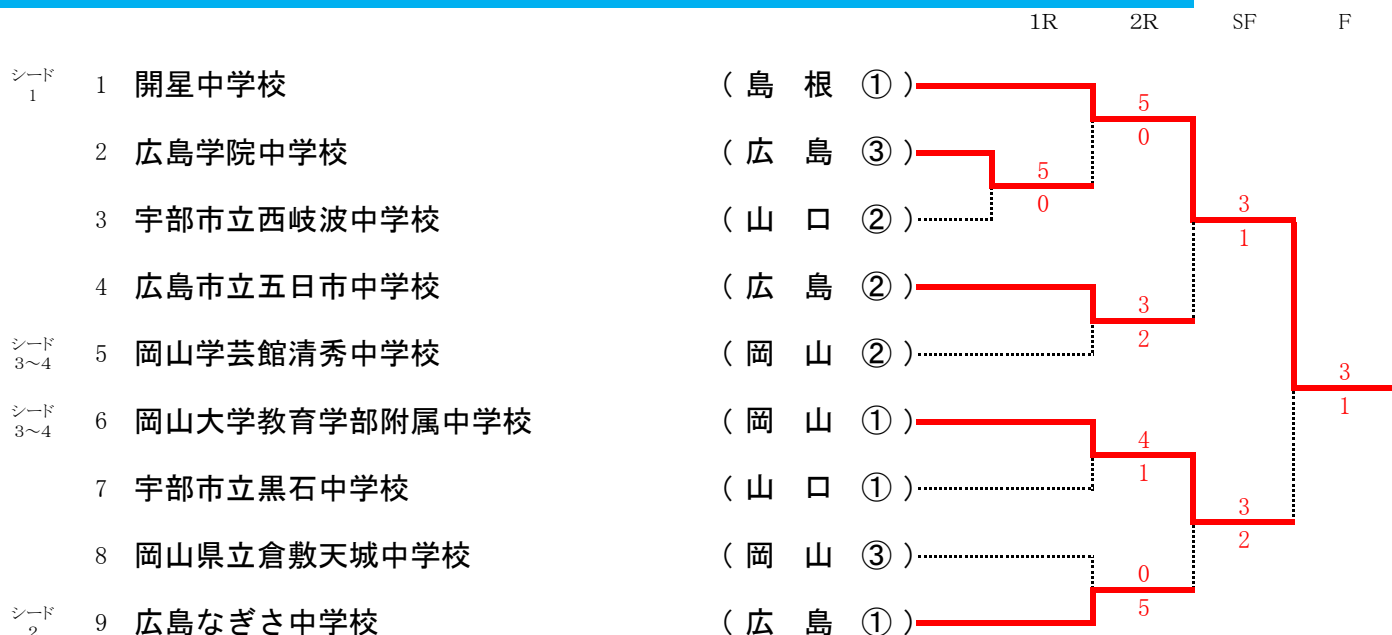 1R 2R SF F
シード 1 1 開星中学校 ( 島 根 ① )
5
0
2 広島学院中学校 ( 広 島 ③ )
5
0
3 宇部市立西岐波中学校 ( 山 口 ② )
3
1
4 広島市立五日市中学校 ( 広 島 ② )
3
2
シード 3~4 5 岡山学芸館清秀中学校 ( 岡 山 ② )
3
1
シード 3~4 6 岡山大学教育学部附属中学校 ( 岡 山 ① )
4
1
7 宇部市立黒石中学校 ( 山 口 ① )
3
2
8 岡山県立倉敷天城中学校 ( 岡 山 ③ )
0
5
シード 2 9 広島なぎさ中学校 ( 広 島 ① )